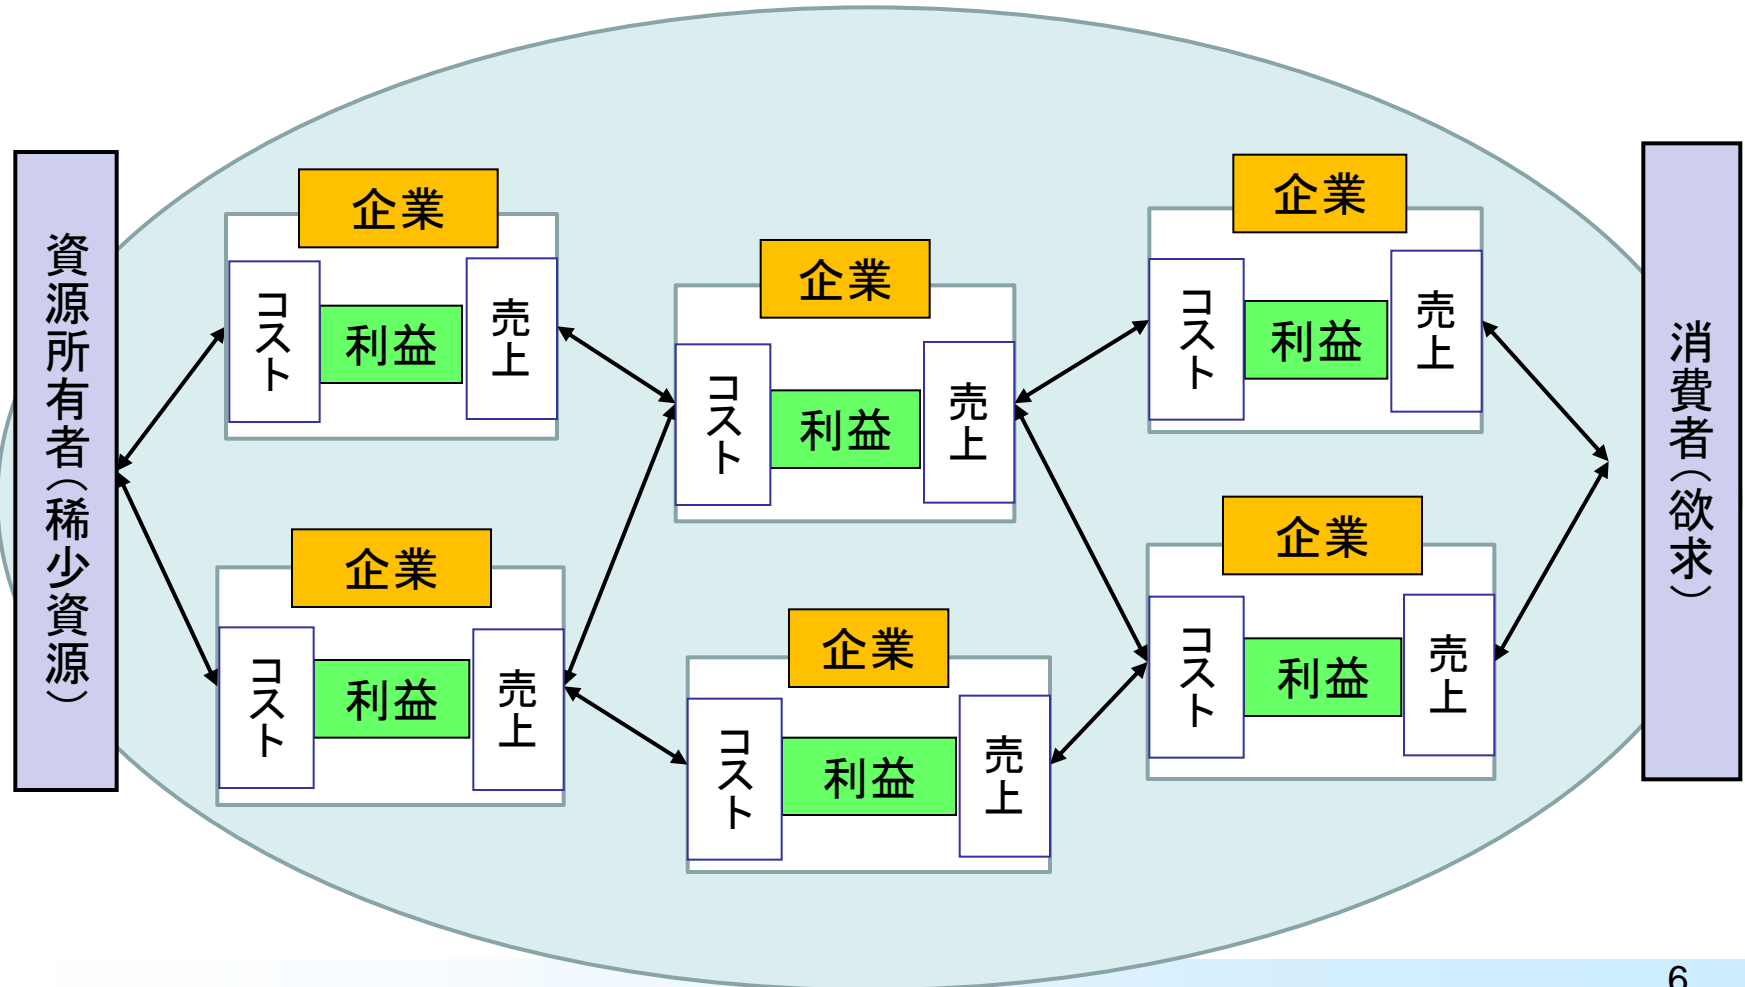 資源所有者（稀少資源）
企業
コスト
利益
売上
企業
コスト
利益
売上
企業
コスト
利益
売上
企業
コスト
利益
売上
企業
コスト
利益
売上
企業
コスト
利益
売上
消費者（欲求）
6